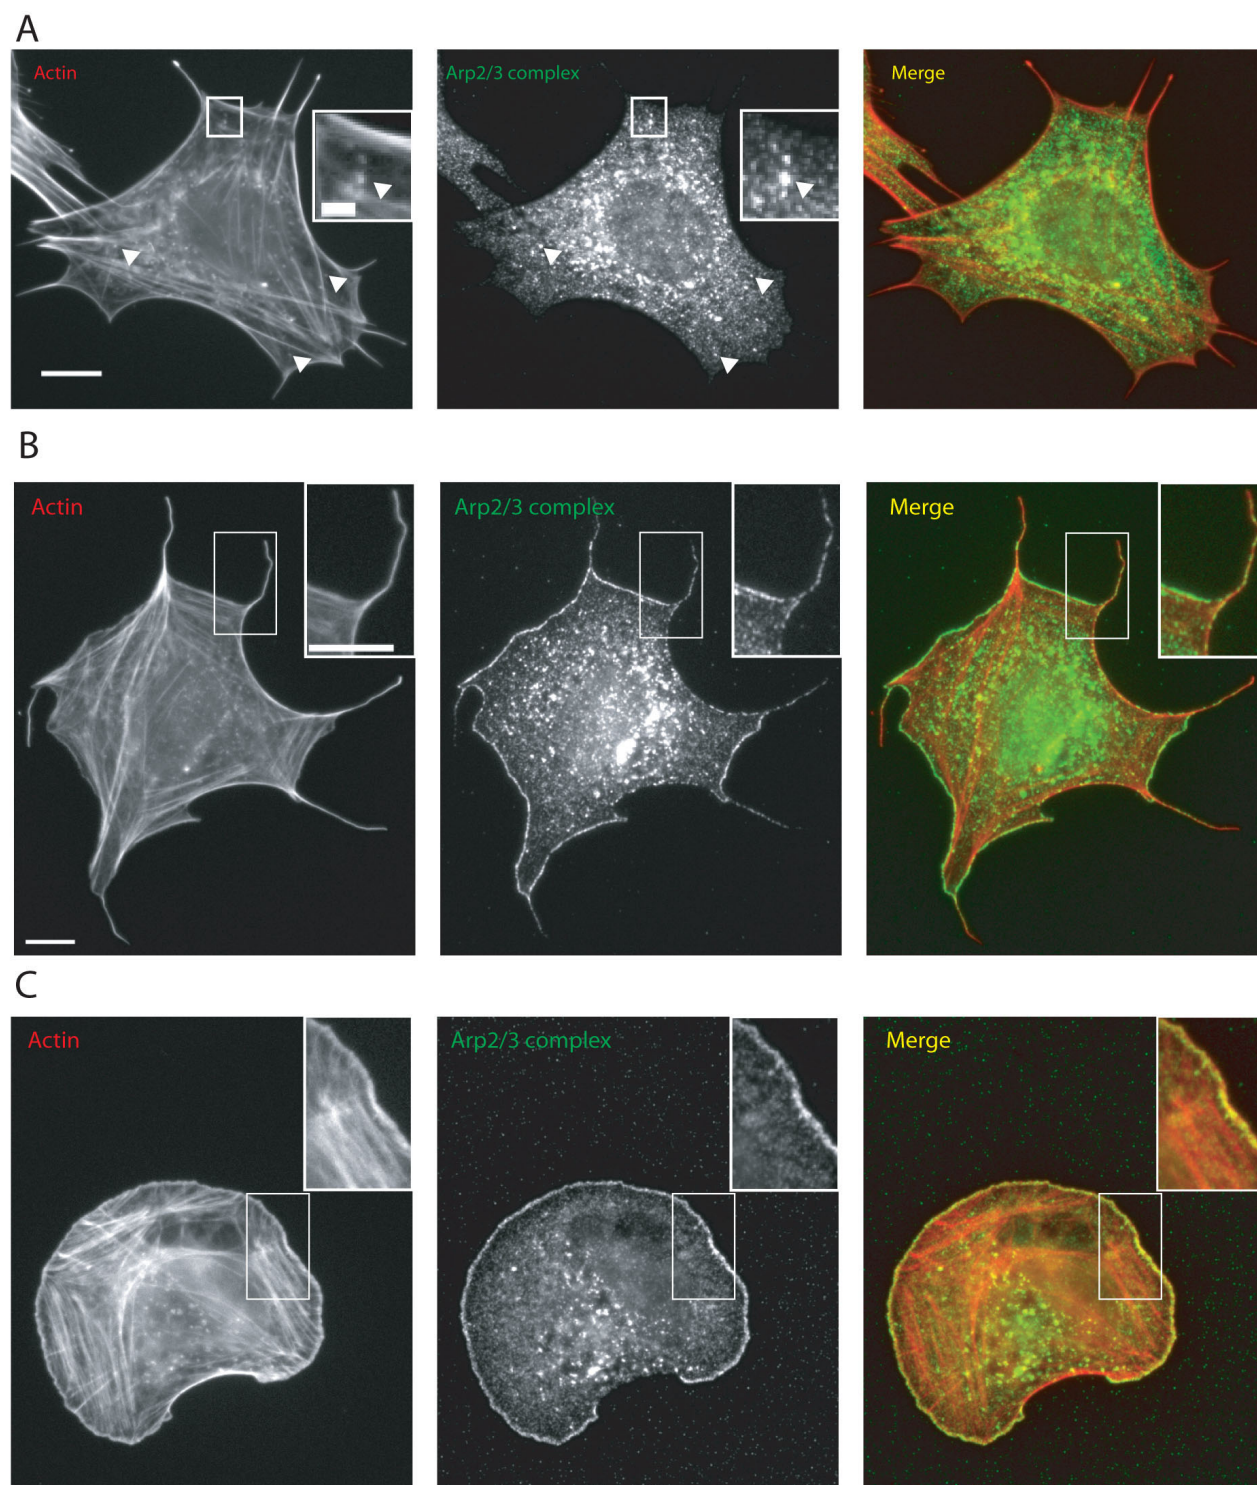 A
Actin
Arp2/3 complex
Merge
B
Actin
Arp2/3 complex
Merge
C
Actin
Arp2/3 complex
Merge